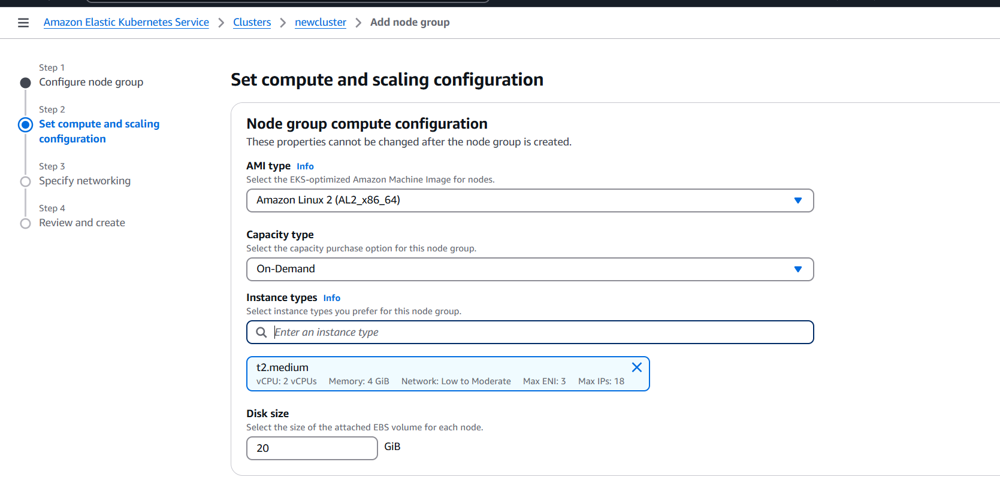 Amazon Elastic Kubernetes Service > Clusters > newcluster > Add node group
Step 1
Configure node group
Step 2
Set compute and scaling
configuration
Step 3
Specify networking
Step 4
Review and create
Set compute and scaling configuration
Node group compute configuration
These properties cannot be changed after the node group is created.
AMI type Info
Select the EKS-optimized Amazon Machine Image for nodes.
Amazon Linux 2 (AL2_x86_64)
Capacity type
Select the capacity purchase option for this node group.
On-Demand
Instance types Info
Select instance types you prefer for this node group.
Enter an instance type
t2.medium
vCPU: 2 vCPUs Memory: 4 GiB Network: Low to Moderate Max ENI: 3 Max IPs: 18
Disk size
Select the size of the attached EBS volume for each node.
20 GiB